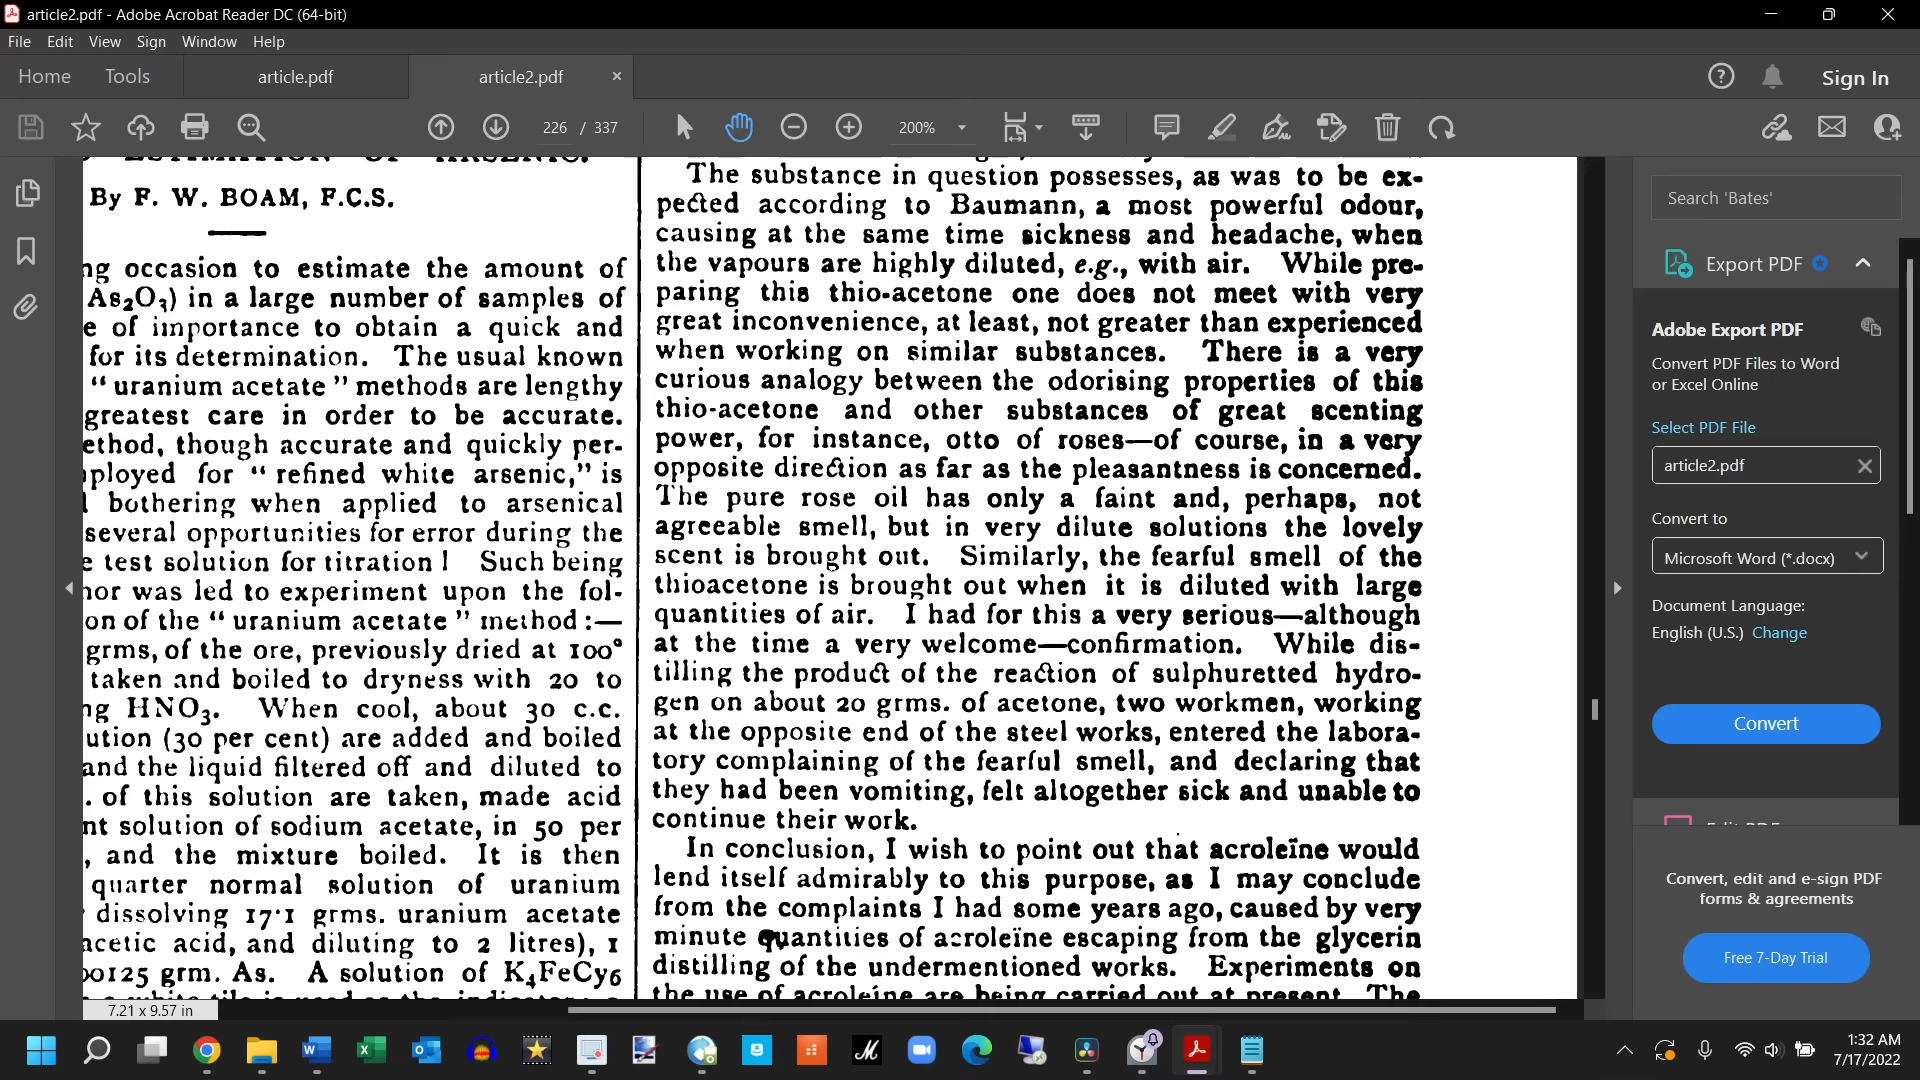 article2.pdf - Adobe Acrobat Reader DC (64-bit)
File Edit View Sign Window Help
Home Tools article.pdf article2.pdf × Sign In
226 / 337 200%
ESTIMATION OF ARSENIC.
By F. W. BOAM, F.C.S.
ng occasion to estimate the amount of
As₂O₃) in a large number of samples of
e of importance to obtain a quick and
for its determination. The usual known
“ uranium acetate ” methods are lengthy
greatest care in order to be accurate.
ethod, though accurate and quickly per-
ployed for “ refined white arsenic,” is
bothering when applied to arsenical
several opportunities for error during the
e test solution for titration! Such being
hor was led to experiment upon the fol-
on of the “ uranium acetate ” method :—
grms, of the ore, previously dried at 100°
taken and boiled to dryness with 20 to
ng HNO₃. When cool, about 30 c.c.
ution (30 per cent) are added and boiled
and the liquid filtered off and diluted to
. of this solution are taken, made acid
nt solution of sodium acetate, in 50 per
, and the mixture boiled. It is then
quarter normal solution of uranium
dissolving 17·1 grms. uranium acetate
acetic acid, and diluting to 2 litres), 1
00125 grm. As. A solution of K₄FeCy6
The substance in question possesses, as was to be ex-
pected according to Baumann, a most powerful odour,
causing at the same time sickness and headache, when
the vapours are highly diluted, e.g., with air. While pre-
paring this thio-acetone one does not meet with very
great inconvenience, at least, not greater than experienced
when working on similar substances. There is a very
curious analogy between the odorising properties of this
thio-acetone and other substances of great scenting
power, for instance, otto of roses—of course, in a very
opposite direction as far as the pleasantness is concerned.
The pure rose oil has only a faint and, perhaps, not
agreeable smell, but in very dilute solutions the lovely
scent is brought out. Similarly, the fearful smell of the
thioacetone is brought out when it is diluted with large
quantities of air. I had for this a very serious—although
at the time a very welcome—confirmation. While dis-
tilling the product of the reaction of sulphuretted hydro-
gen on about 20 grms. of acetone, two workmen, working
at the opposite end of the steel works, entered the labora-
tory complaining of the fearful smell, and declaring that
they had been vomiting, felt altogether sick and unable to
continue their work.
In conclusion, I wish to point out that acroleïne would
lend itself admirably to this purpose, as I may conclude
from the complaints I had some years ago, caused by very
minute quantities of acroleïne escaping from the glycerin
distilling of the undermentioned works. Experiments on
the use of acroleïne are being carried out at present. The
7.21 x 9.57 in
Search 'Bates'
Export PDF
Adobe Export PDF
Convert PDF Files to Word
or Excel Online
Select PDF File
article2.pdf
Convert to
Microsoft Word (*.docx)
Document Language:
English (U.S.) Change
Convert
Edit PDF
Convert, edit and e-sign PDF
forms & agreements
Free 7-Day Trial
1:32 AM
7/17/2022